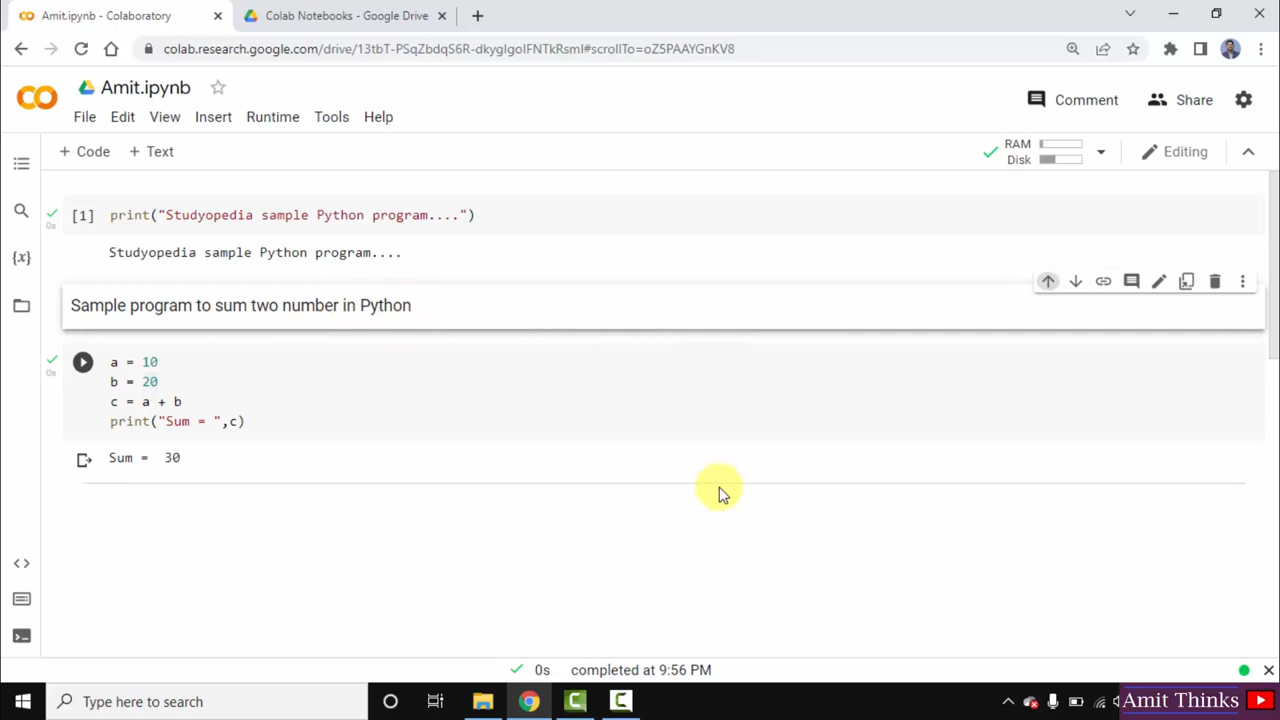 Amit.ipynb - Colaboratory
Colab Notebooks - Google Drive
colab.research.google.com/drive/13tbT-PSqZbdqS6R-dkygIgoIFNTkRsmI#scrollTo=oZ5PAAYGnKV8
Amit.ipynb
File Edit View Insert Runtime Tools Help
Comment Share
+ Code + Text
RAM
Disk
Editing
[1] print("Studyopedia sample Python program....")
0s
Studyopedia sample Python program....
Sample program to sum two number in Python
a = 10
0s
b = 20
c = a + b
print("Sum = ",c)
Sum =  30
{x}
0s completed at 9:56 PM
Type here to search
Amit Thinks